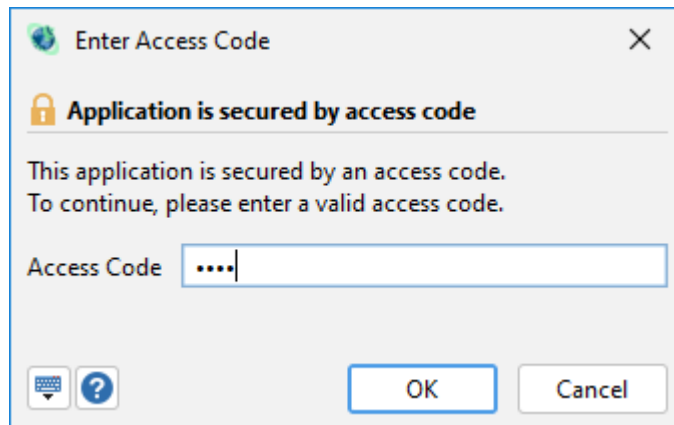 Enter Access Code
Application is secured by access code
This application is secured by an access code.
To continue, please enter a valid access code.
Access Code ••••
? OK Cancel